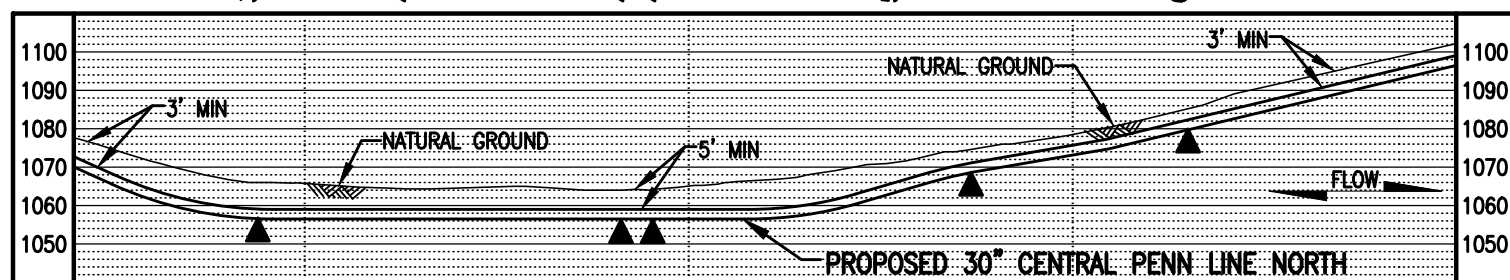 1100
1090
1080
1070
1060
1050
3' MIN
NATURAL GROUND
5' MIN
NATURAL GROUND
3' MIN
FLOW
PROPOSED 30" CENTRAL PENN LINE NORTH
1100
1090
1080
1070
1060
1050